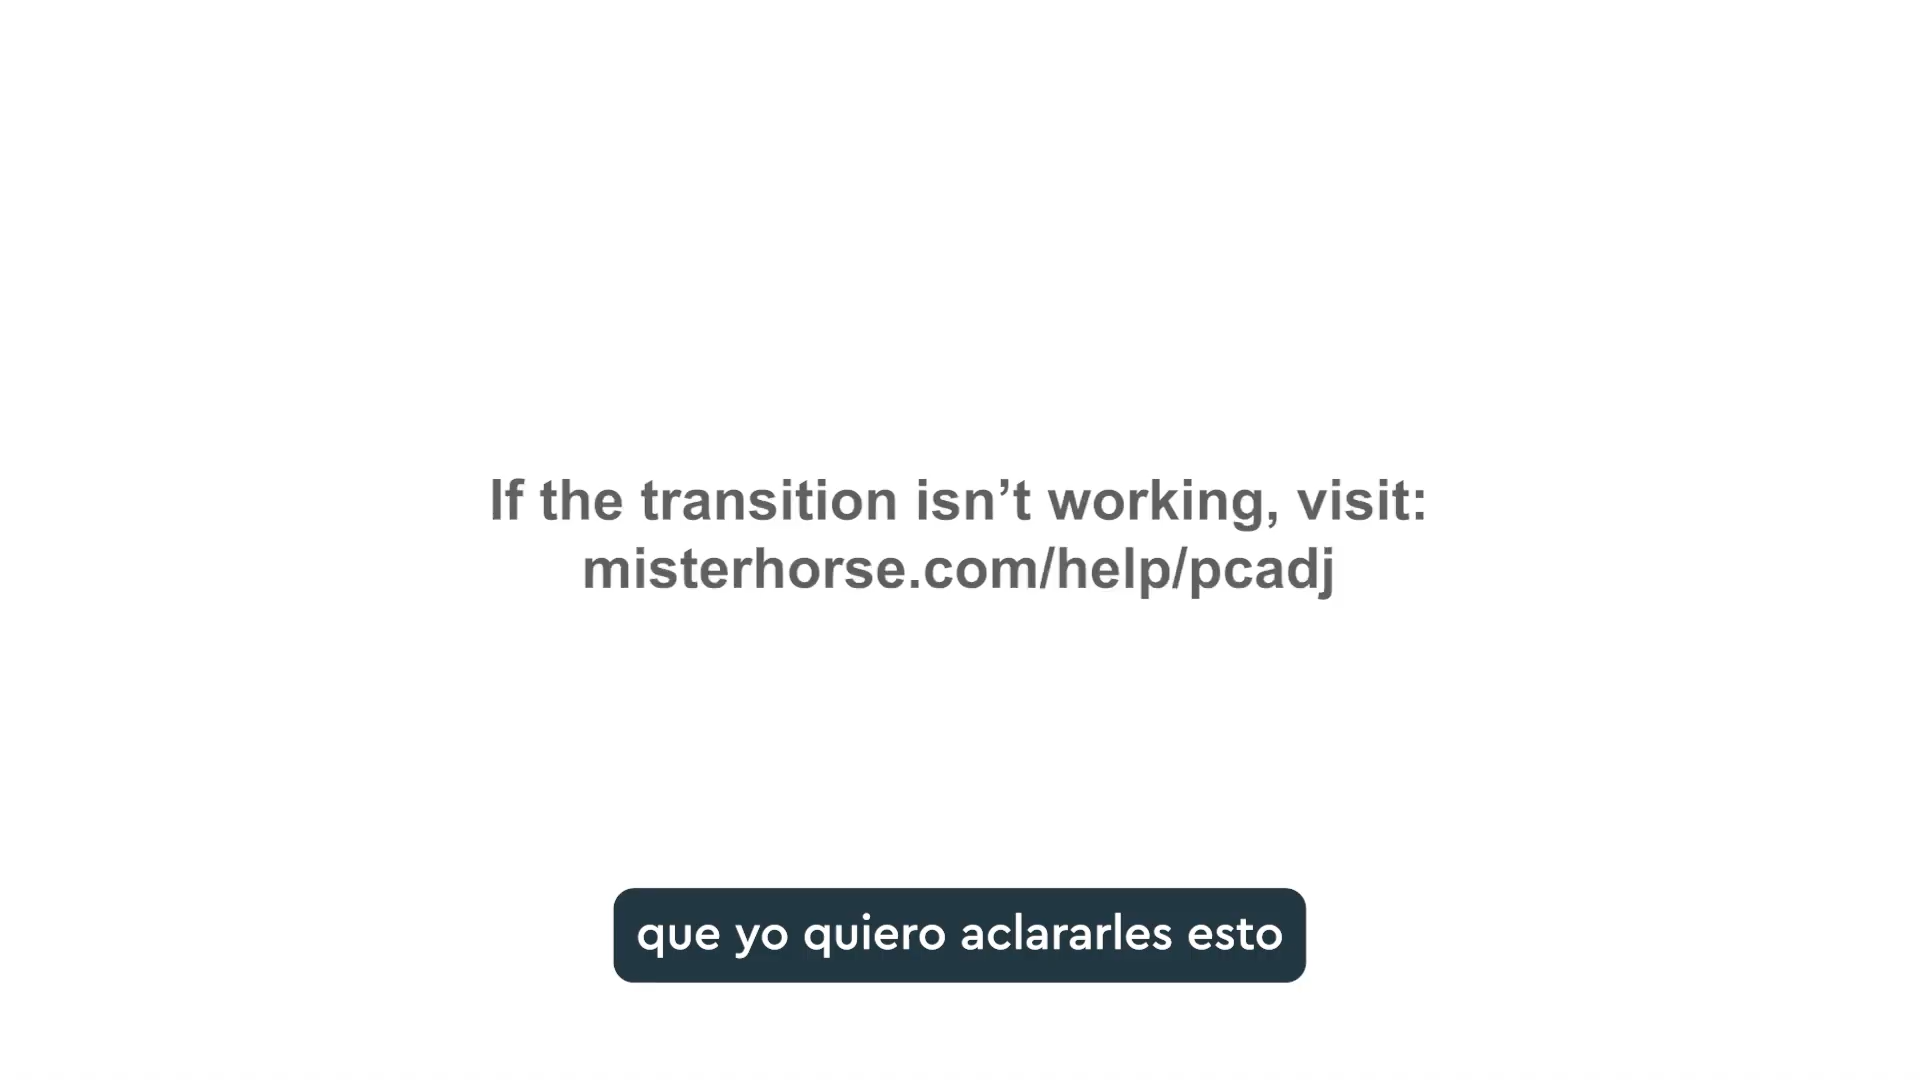 If the transition isn’t working, visit:
misterhorse.com/help/pcadj
que yo quiero aclararles esto